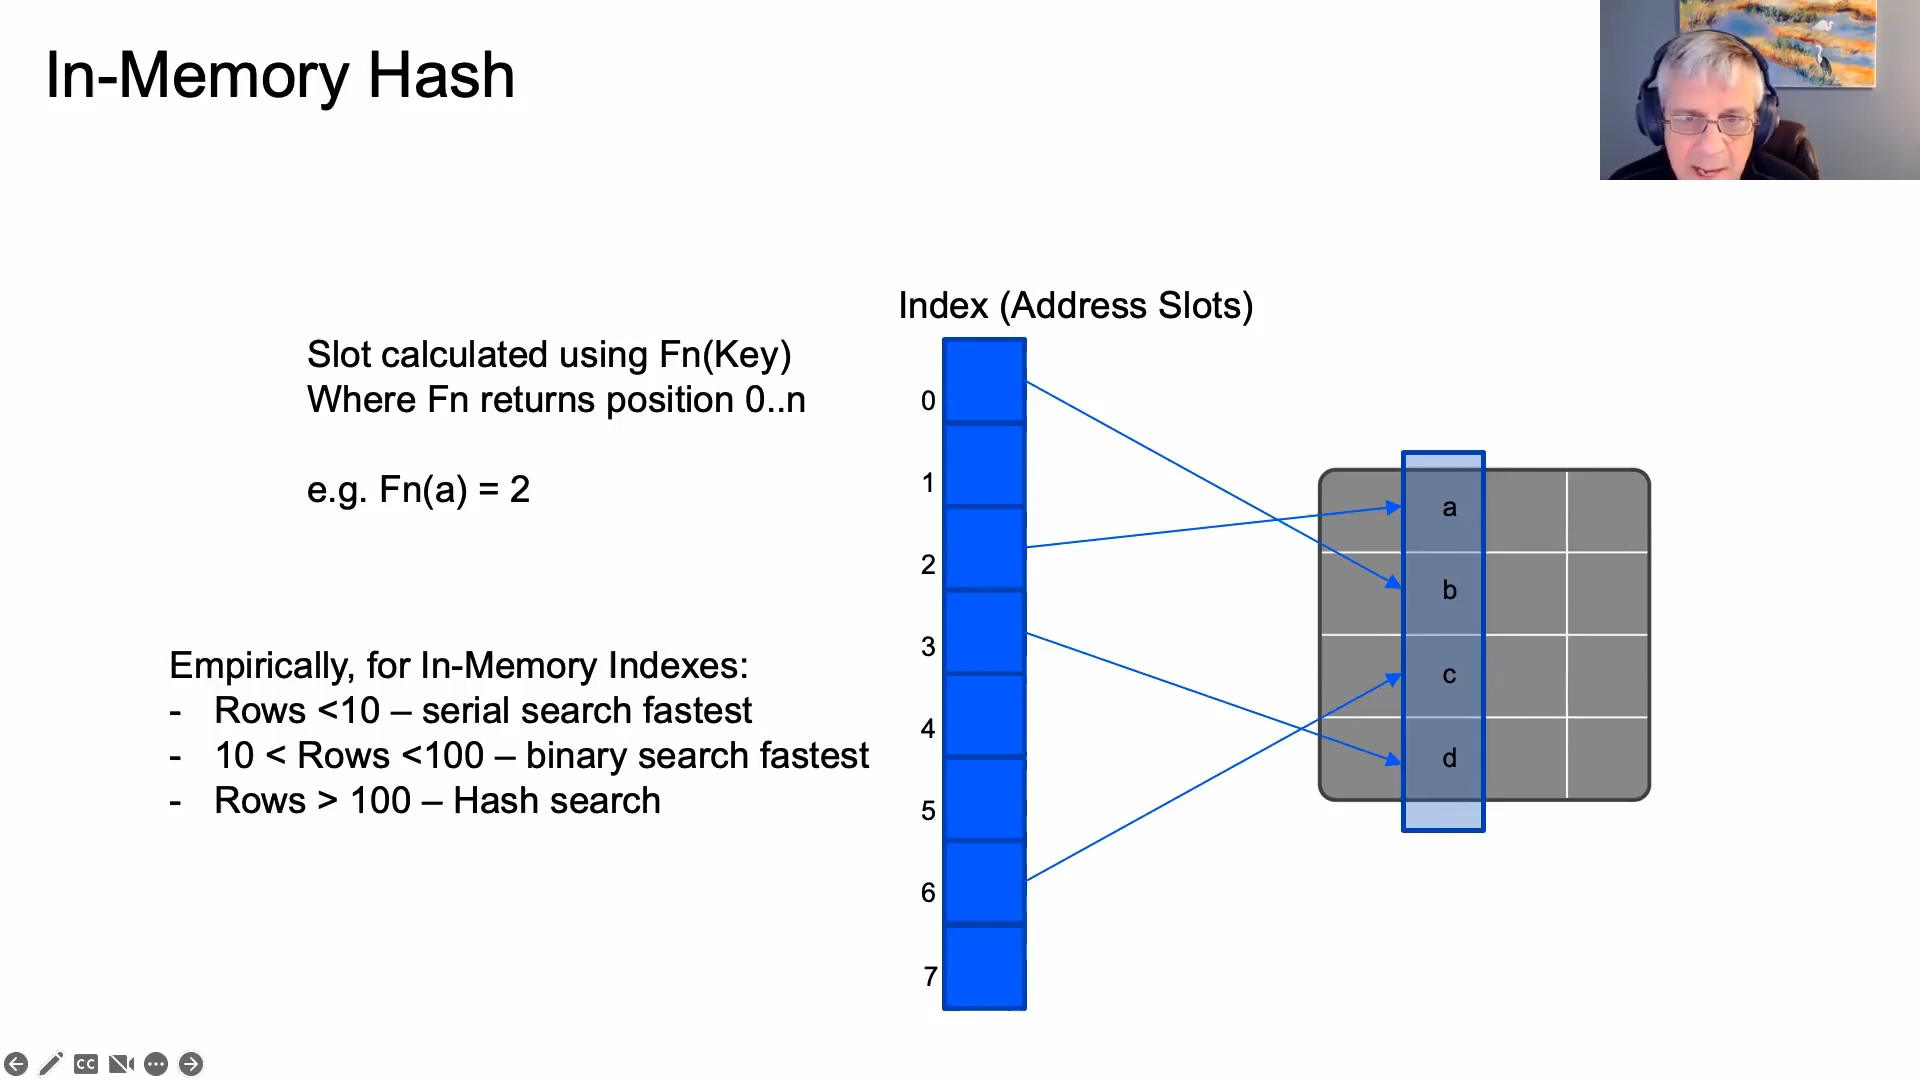 In-Memory Hash
Index (Address Slots)
Slot calculated using Fn(Key)
Where Fn returns position 0..n
e.g. Fn(a) = 2
Empirically, for In-Memory Indexes:
- Rows <10 – serial search fastest
- 10 < Rows <100 – binary search fastest
- Rows > 100 – Hash search
0
1
2
3
4
5
6
7
a
b
c
d
CC